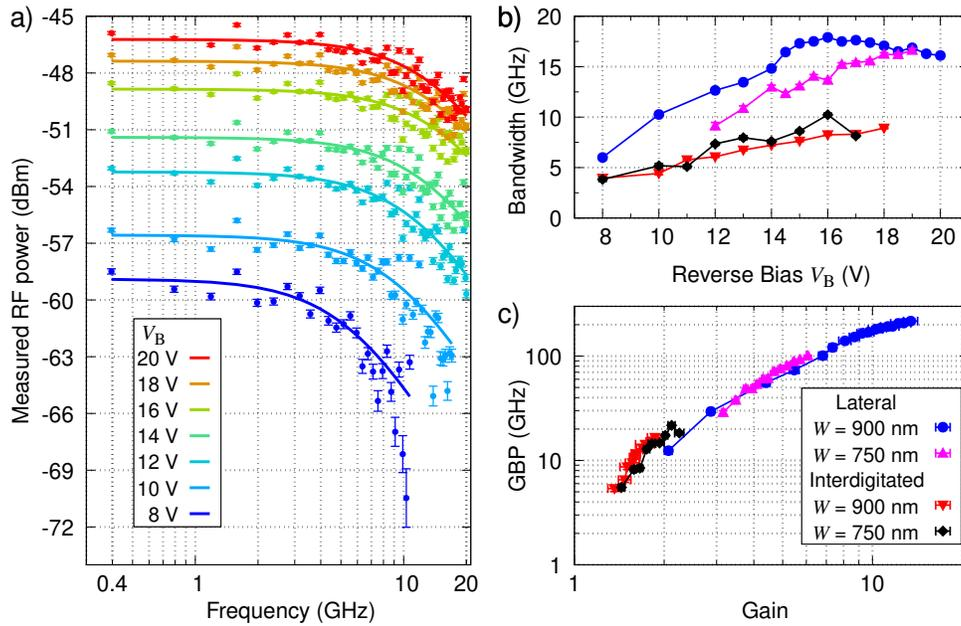 a)
-45
-48
-51
-54
-57
-60
-63
-66
-69
-72
Measured RF power (dBm)
V_B
20 V
18 V
16 V
14 V
12 V
10 V
8 V
0.4
1
10
20
Frequency (GHz)
b)
20
15
10
5
0
Bandwidth (GHz)
8
10
12
14
16
18
20
Reverse Bias V_B (V)
c)
100
10
1
GBP (GHz)
Lateral
W = 900 nm
W = 750 nm
Interdigitated
W = 900 nm
W = 750 nm
1
10
Gain